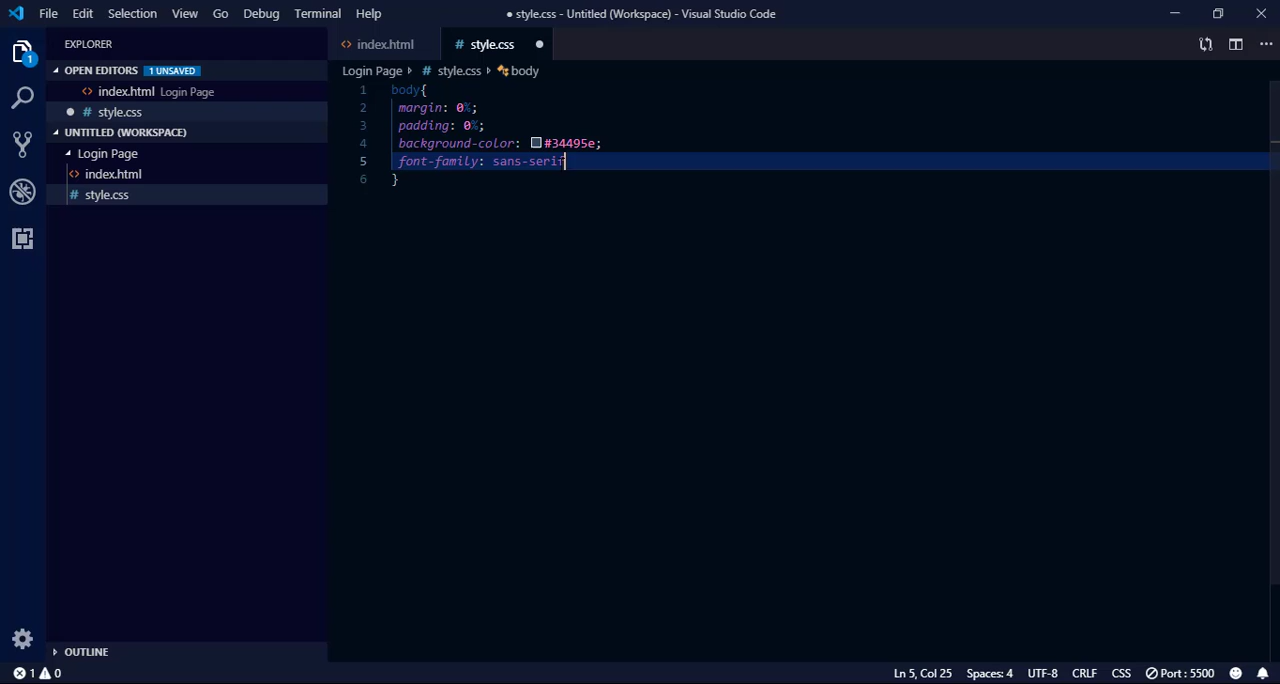 File Edit Selection View Go Debug Terminal Help
● style.css - Untitled (Workspace) - Visual Studio Code
EXPLORER
1
OPEN EDITORS 1 UNSAVED
<> index.html Login Page
● style.css
UNTITLED (WORKSPACE)
Login Page
<> index.html
# style.css
OUTLINE
<> index.html
# style.css ●
Login Page # style.css body
1 body{
2 margin: 0%;
3 padding: 0%;
4 background-color: #34495e;
5 font-family: sans-serif
6 }
1 0
Ln 5, Col 25 Spaces: 4 UTF-8 CRLF CSS Port : 5500